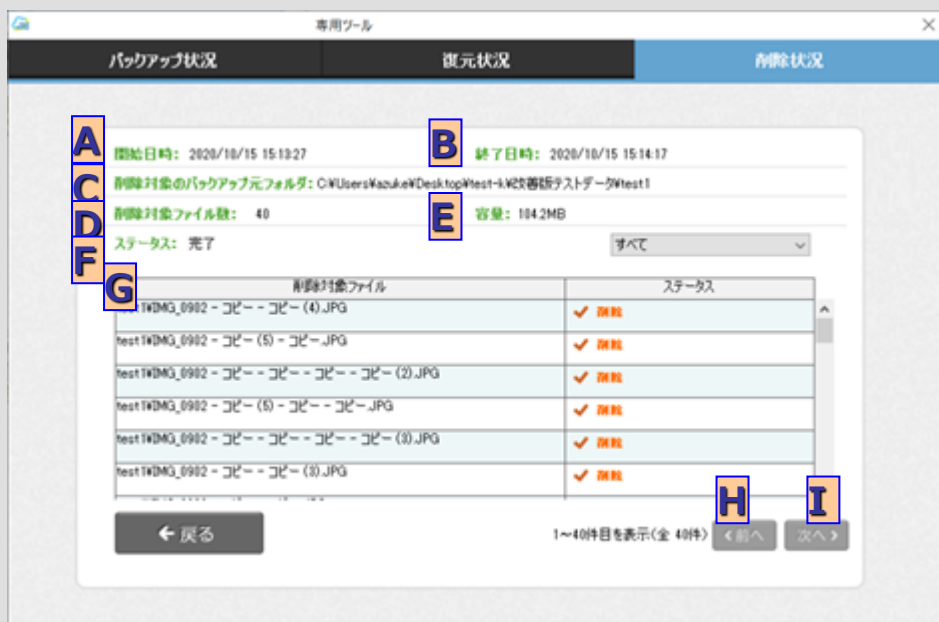 専用ツール
バックアップ状況 復元状況 削除状況
A 開始日時: 2020/10/15 15:13:27 B 終了日時: 2020/10/15 15:14:17
C 削除対象のバックアップ元フォルダ: C:¥Users¥azuke¥Desktop¥test-k¥改善版テストデータ¥test1
D 削除対象ファイル数: 40 E 容量: 104.2MB
F ステータス: 完了 すべて
G 削除対象ファイル ステータス
test1¥IMG_0902 - コピー - コピー (4).JPG 削除
test1¥IMG_0902 - コピー (5) - コピー.JPG 削除
test1¥IMG_0902 - コピー - コピー - コピー - コピー (2).JPG 削除
test1¥IMG_0902 - コピー (5) - コピー - コピー.JPG 削除
test1¥IMG_0902 - コピー - コピー - コピー - コピー (3).JPG 削除
test1¥IMG_0902 - コピー - コピー (3).JPG 削除
H I
戻る 1～40件目を表示(全 40件) 前へ 次へ